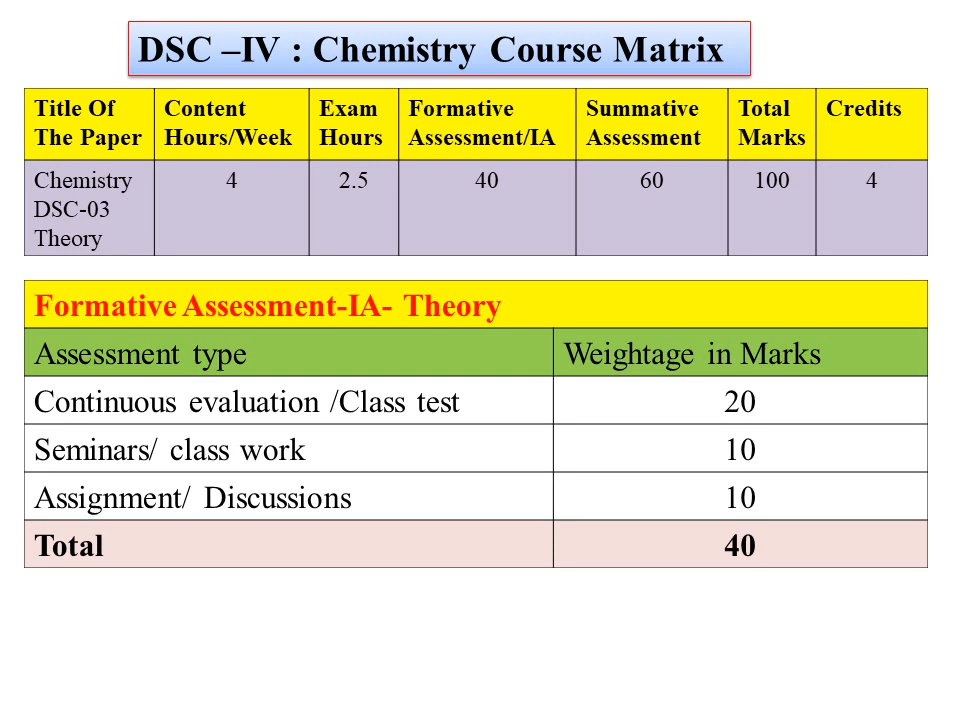 DSC –IV : Chemistry Course Matrix
Title Of The Paper Content Hours/Week Exam Hours Formative Assessment/IA Summative Assessment Total Marks Credits
Chemistry DSC-03 Theory 4 2.5 40 60 100 4
Formative Assessment-IA- Theory
Assessment type Weightage in Marks
Continuous evaluation /Class test 20
Seminars/ class work 10
Assignment/ Discussions 10
Total 40